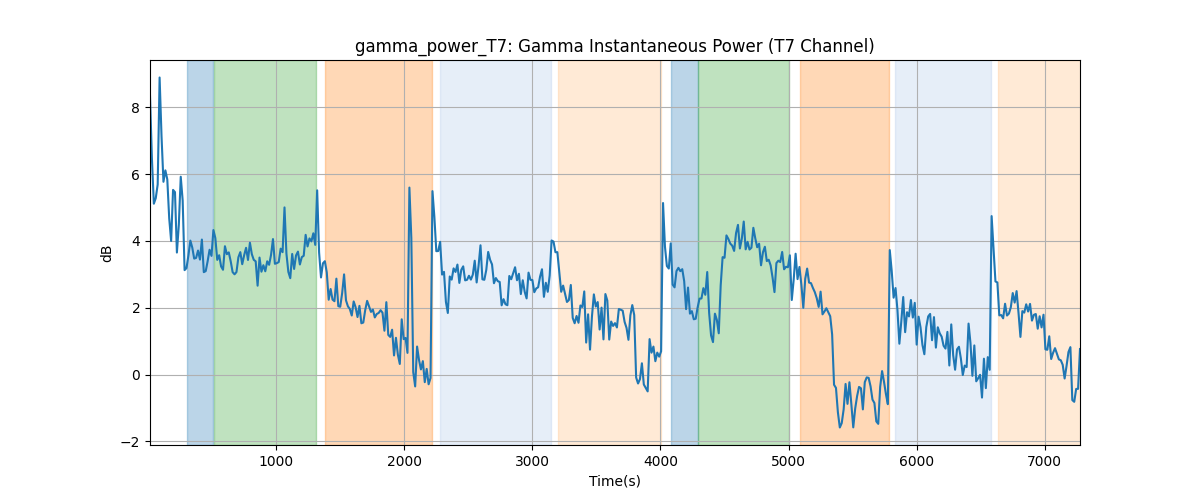 gamma_power_T7: Gamma Instantaneous Power (T7 Channel)
dB
8
6
4
2
0
−2
1000 2000 3000 4000 5000 6000 7000
Time(s)